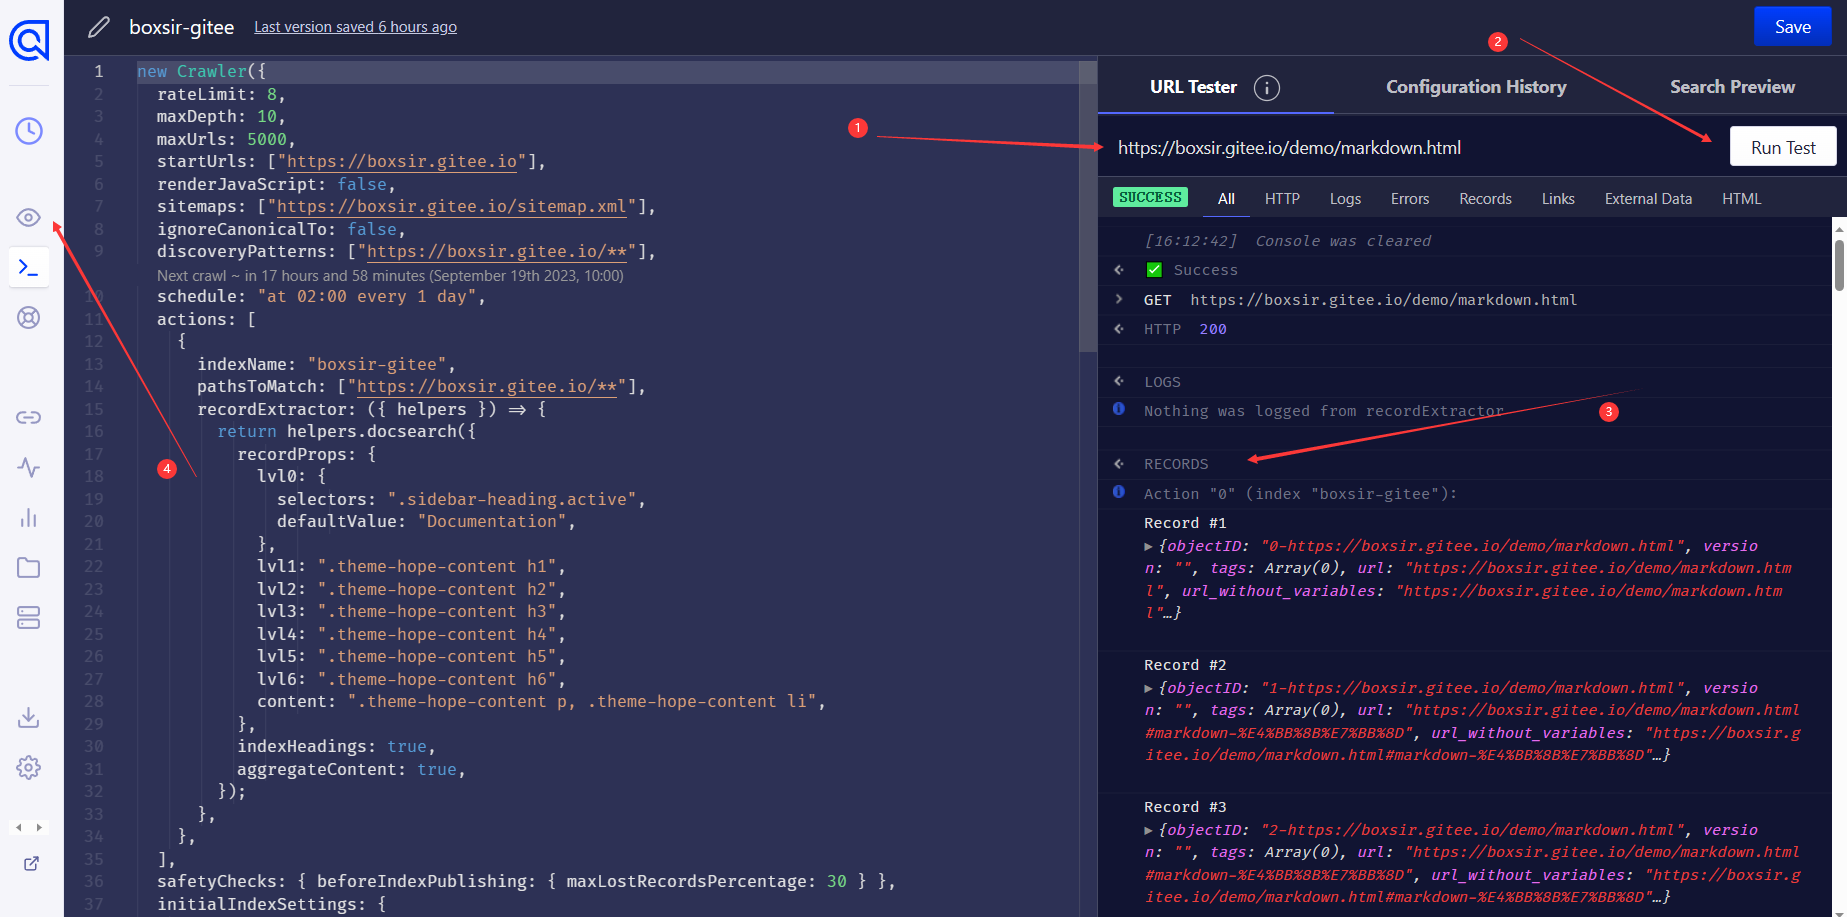 boxsir-gitee Last version saved 6 hours ago
Save
1 new Crawler({
2 rateLimit: 8,
3 maxDepth: 10,
4 maxUrls: 5000,
5 startUrls: ["https://boxsir.gitee.io"],
6 renderJavaScript: false,
7 sitemaps: ["https://boxsir.gitee.io/sitemap.xml"],
8 ignoreCanonicalTo: false,
9 discoveryPatterns: ["https://boxsir.gitee.io/**"],
Next crawl ~ in 17 hours and 58 minutes (September 19th 2023, 10:00)
10 schedule: "at 02:00 every 1 day",
11 actions: [
12 {
13 indexName: "boxsir-gitee",
14 pathsToMatch: ["https://boxsir.gitee.io/**"],
15 recordExtractor: ({ helpers }) => {
16 return helpers.docsearch({
17 recordProps: {
18 lvl0: {
19 selectors: ".sidebar-heading.active",
20 defaultValue: "Documentation",
21 },
22 lvl1: ".theme-hope-content h1",
23 lvl2: ".theme-hope-content h2",
24 lvl3: ".theme-hope-content h3",
25 lvl4: ".theme-hope-content h4",
26 lvl5: ".theme-hope-content h5",
27 lvl6: ".theme-hope-content h6",
28 content: ".theme-hope-content p, .theme-hope-content li",
29 },
30 indexHeadings: true,
31 aggregateContent: true,
32 });
33 },
34 },
35 ],
36 safetyChecks: { beforeIndexPublishing: { maxLostRecordsPercentage: 30 } },
37 initialIndexSettings: {
1
2
3
4
URL Tester Configuration History Search Preview
https://boxsir.gitee.io/demo/markdown.html Run Test
SUCCESS All HTTP Logs Errors Records Links External Data HTML
[16:12:42] Console was cleared
✅ Success
GET https://boxsir.gitee.io/demo/markdown.html
HTTP 200
LOGS
Nothing was logged from recordExtractor
RECORDS
Action "0" (index "boxsir-gitee"):
Record #1
▶{objectID: "0-https://boxsir.gitee.io/demo/markdown.html", versio
n: "", tags: Array(0), url: "https://boxsir.gitee.io/demo/markdown.htm
l", url_without_variables: "https://boxsir.gitee.io/demo/markdown.htm
l"…}
Record #2
▶{objectID: "1-https://boxsir.gitee.io/demo/markdown.html", versio
n: "", tags: Array(0), url: "https://boxsir.gitee.io/demo/markdown.html
#markdown-%E4%BB%8B%E7%BB%8D", url_without_variables: "https://boxsir.g
itee.io/demo/markdown.html#markdown-%E4%BB%8B%E7%BB%8D"…}
Record #3
▶{objectID: "2-https://boxsir.gitee.io/demo/markdown.html", versio
n: "", tags: Array(0), url: "https://boxsir.gitee.io/demo/markdown.html
#markdown-%E4%BB%8B%E7%BB%8D", url_without_variables: "https://boxsir.g
itee.io/demo/markdown.html#markdown-%E4%BB%8B%E7%BB%8D"…}